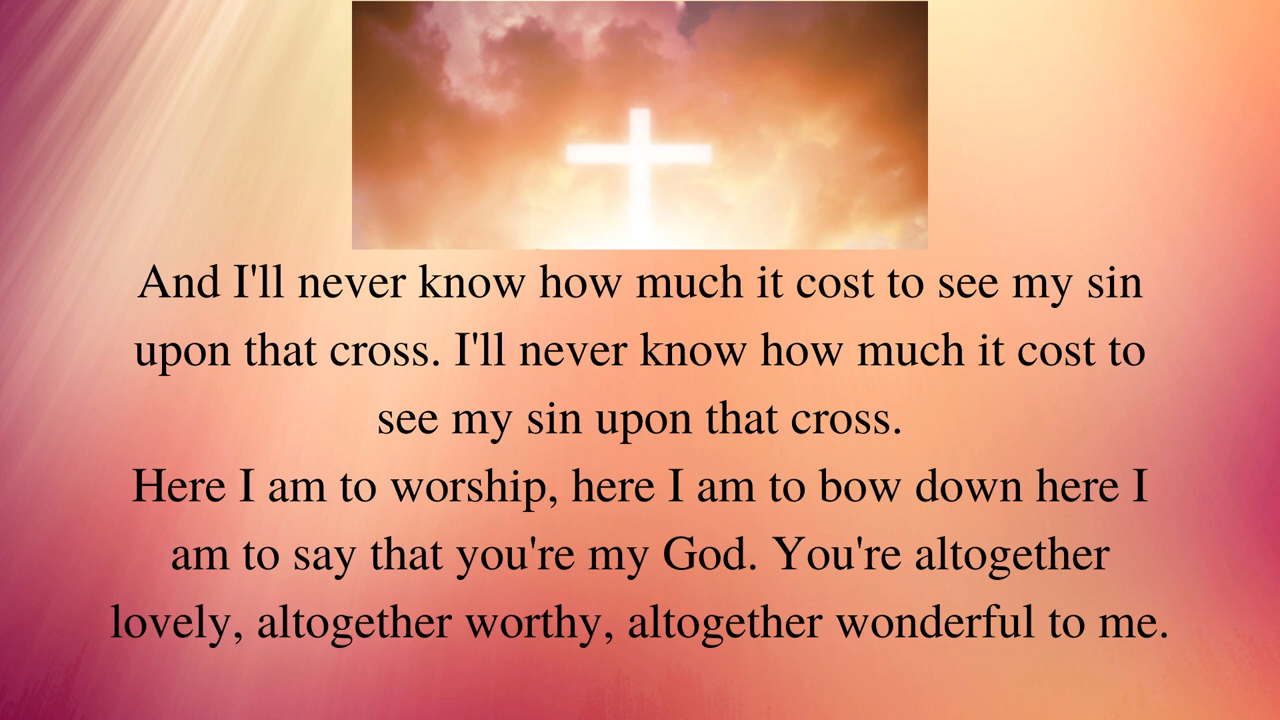 And I'll never know how much it cost to see my sin
upon that cross. I'll never know how much it cost to
see my sin upon that cross.
Here I am to worship, here I am to bow down here I
am to say that you're my God. You're altogether
lovely, altogether worthy, altogether wonderful to me.